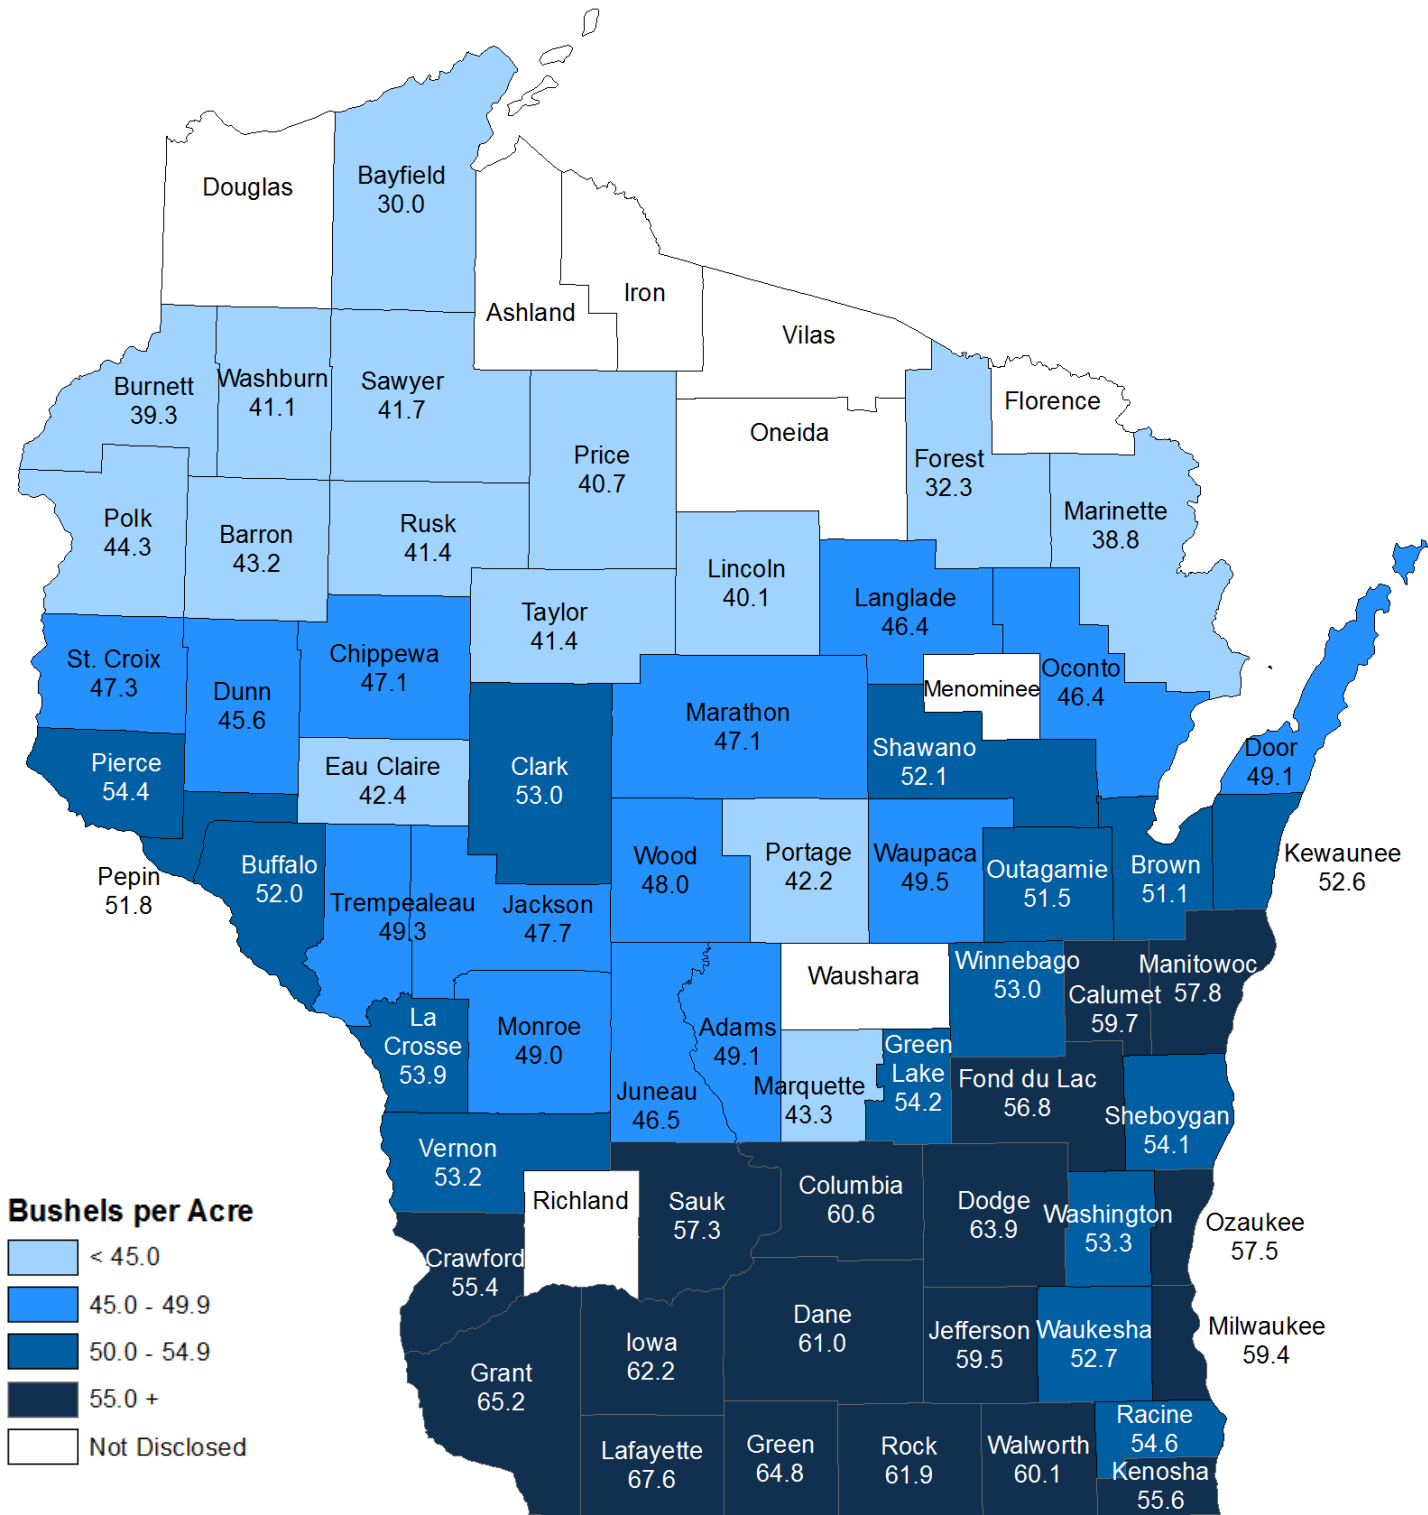 Douglas
Bayfield
30.0
Ashland
Iron
Vilas
Burnett
39.3
Washburn
41.1
Sawyer
41.7
Price
40.7
Oneida
Florence
Forest
32.3
Marinette
38.8
Polk
44.3
Barron
43.2
Rusk
41.4
Lincoln
40.1
Taylor
41.4
Langlade
46.4
St. Croix
47.3
Dunn
45.6
Chippewa
47.1
Menominee
Oconto
46.4
Marathon
47.1
Shawano
52.1
Door
49.1
Pierce
54.4
Eau Claire
42.4
Clark
53.0
Pepin
51.8
Buffalo
52.0
Trempealeau
49.3
Jackson
47.7
Wood
48.0
Portage
42.2
Waupaca
49.5
Outagamie
51.5
Brown
51.1
Kewaunee
52.6
Waushara
Winnebago
53.0
Calumet
59.7
Manitowoc
57.8
La
Crosse
53.9
Monroe
49.0
Juneau
46.5
Adams
49.1
Marquette
43.3
Green
Lake
54.2
Fond du Lac
56.8
Sheboygan
54.1
Vernon
53.2
Richland
Sauk
57.3
Columbia
60.6
Dodge
63.9
Washington
53.3
Ozaukee
57.5
Crawford
55.4
Grant
65.2
Iowa
62.2
Dane
61.0
Jefferson
59.5
Waukesha
52.7
Milwaukee
59.4
Lafayette
67.6
Green
64.8
Rock
61.9
Walworth
60.1
Racine
54.6
Kenosha
55.6
Bushels per Acre
< 45.0
45.0 - 49.9
50.0 - 54.9
55.0 +
Not Disclosed